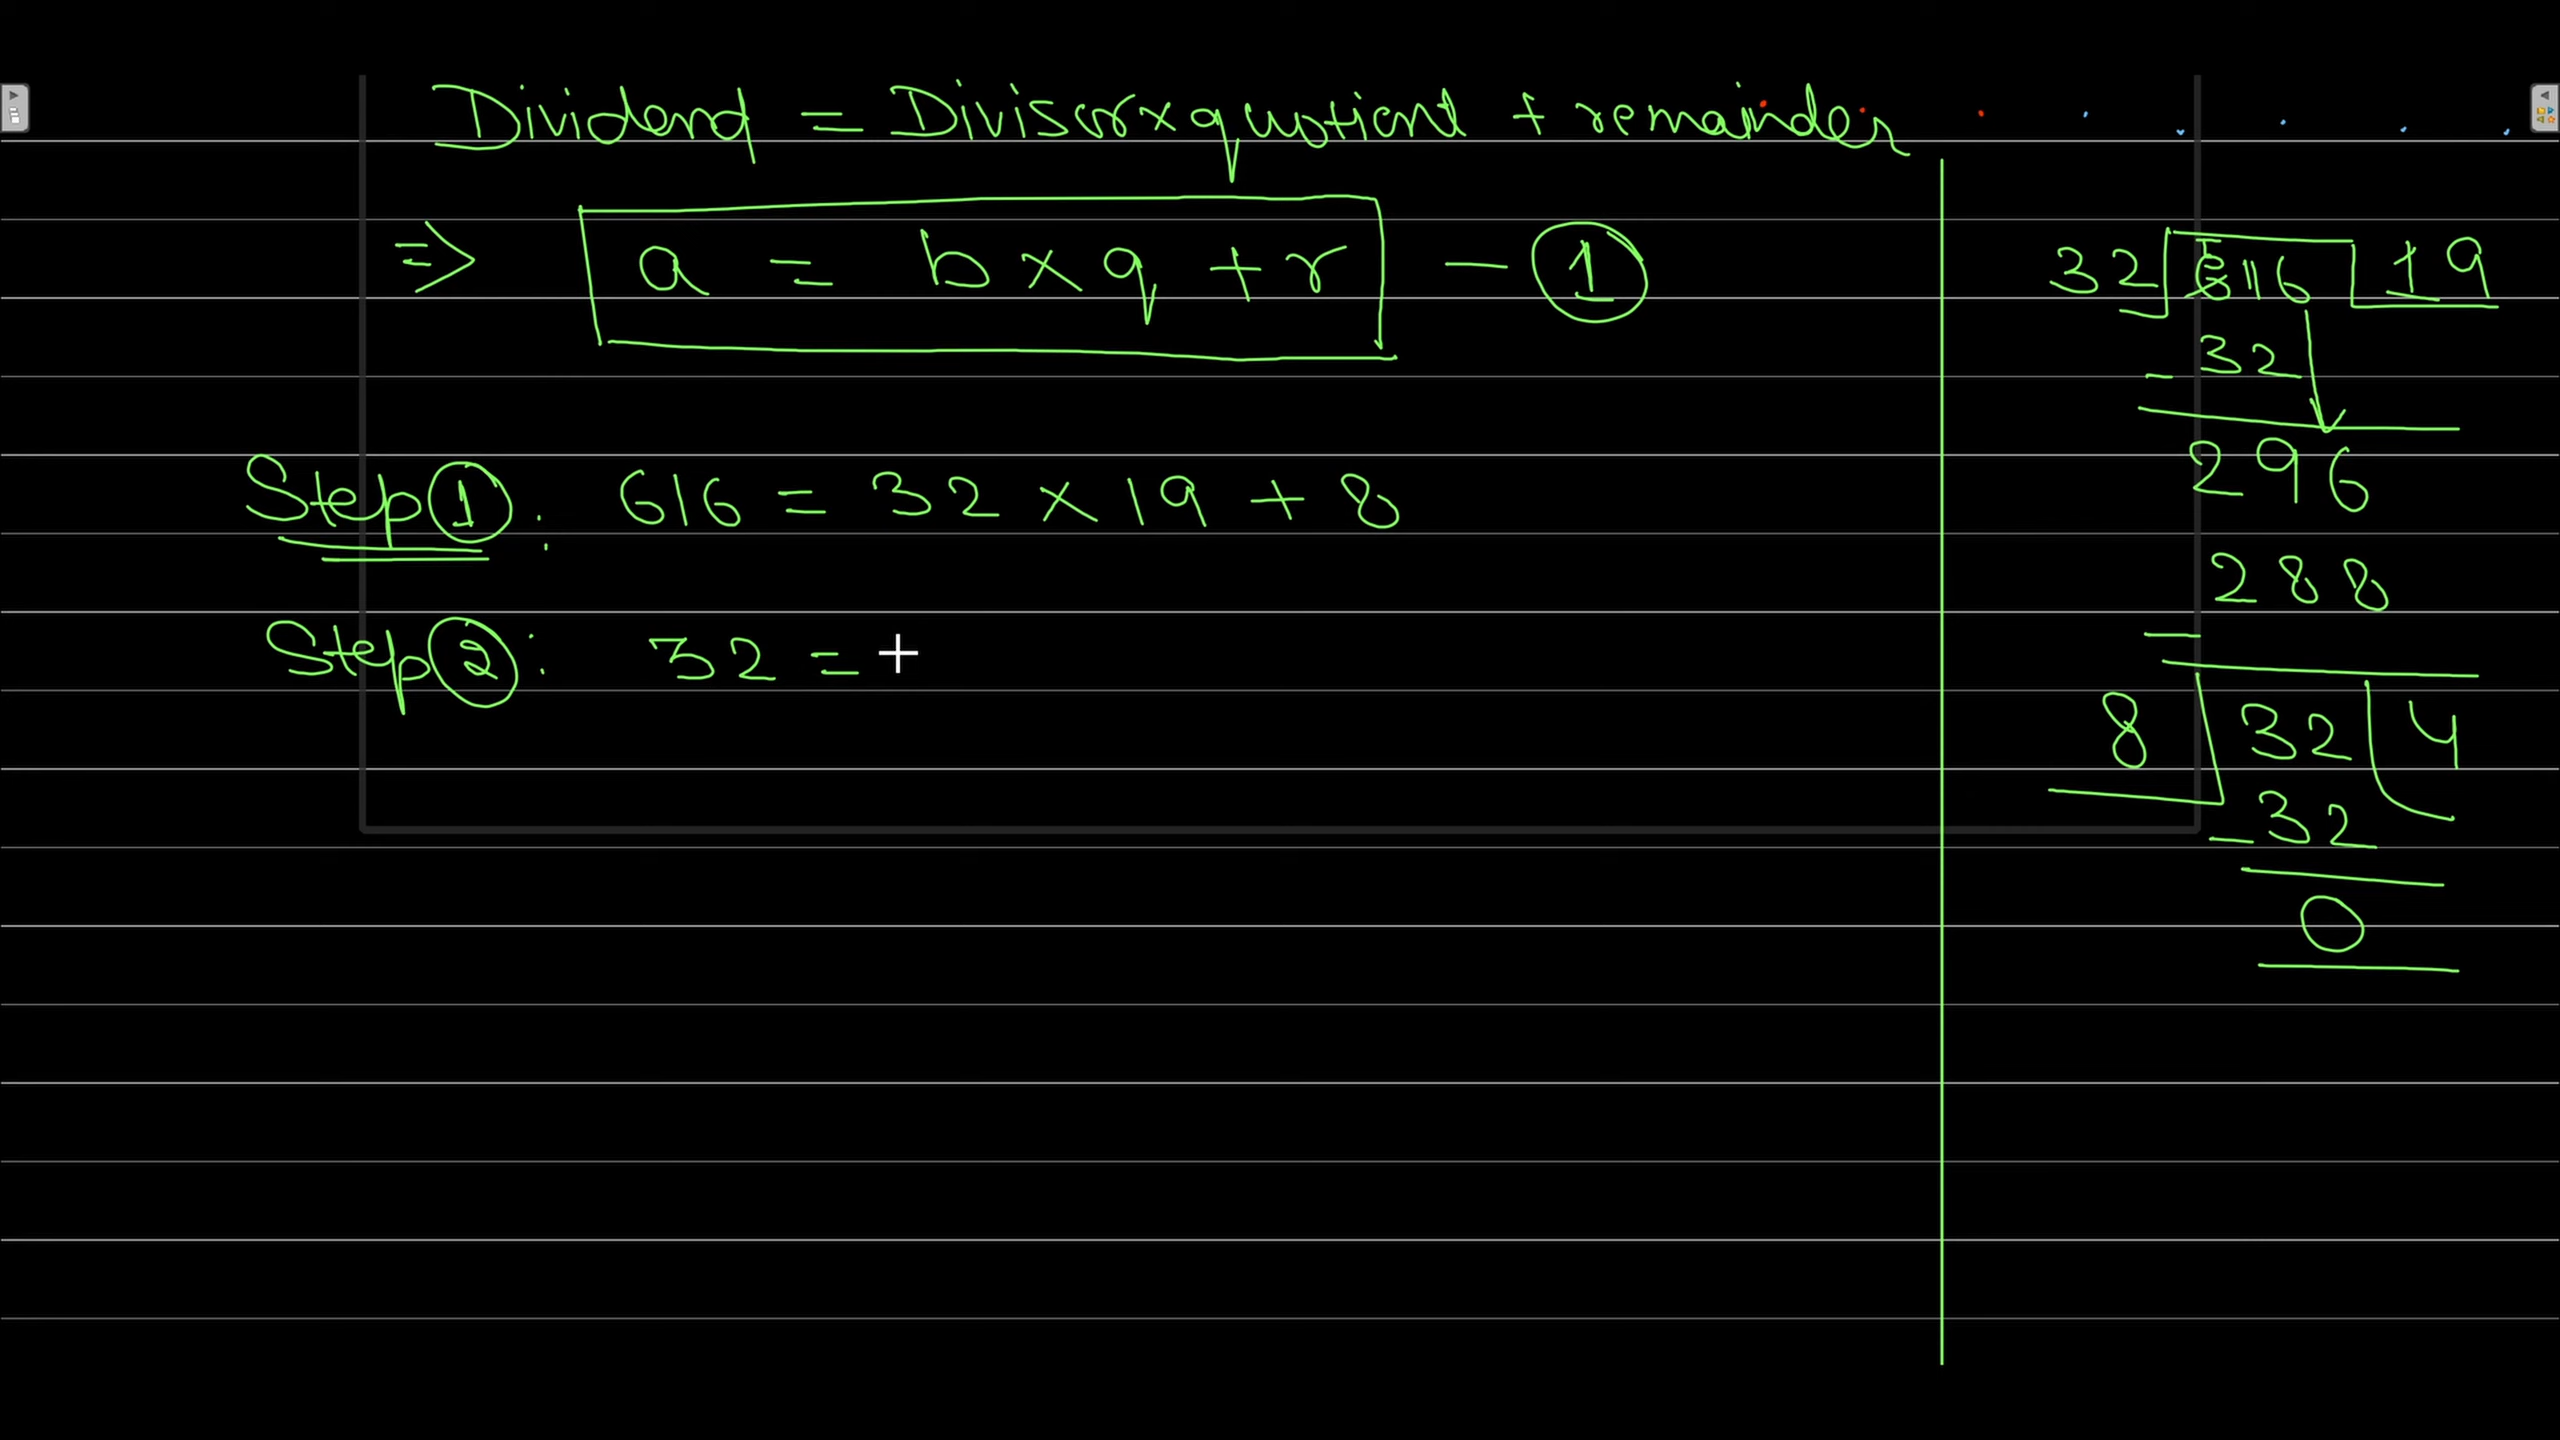 Dividend = Divisor x quotient + remainder
=> a = b x q + r - 1
Step 1 : 616 = 32 x 19 + 8
Step 2 : 32 =
32 616 19
- 32
296
288
-
8 32 4
- 32
0